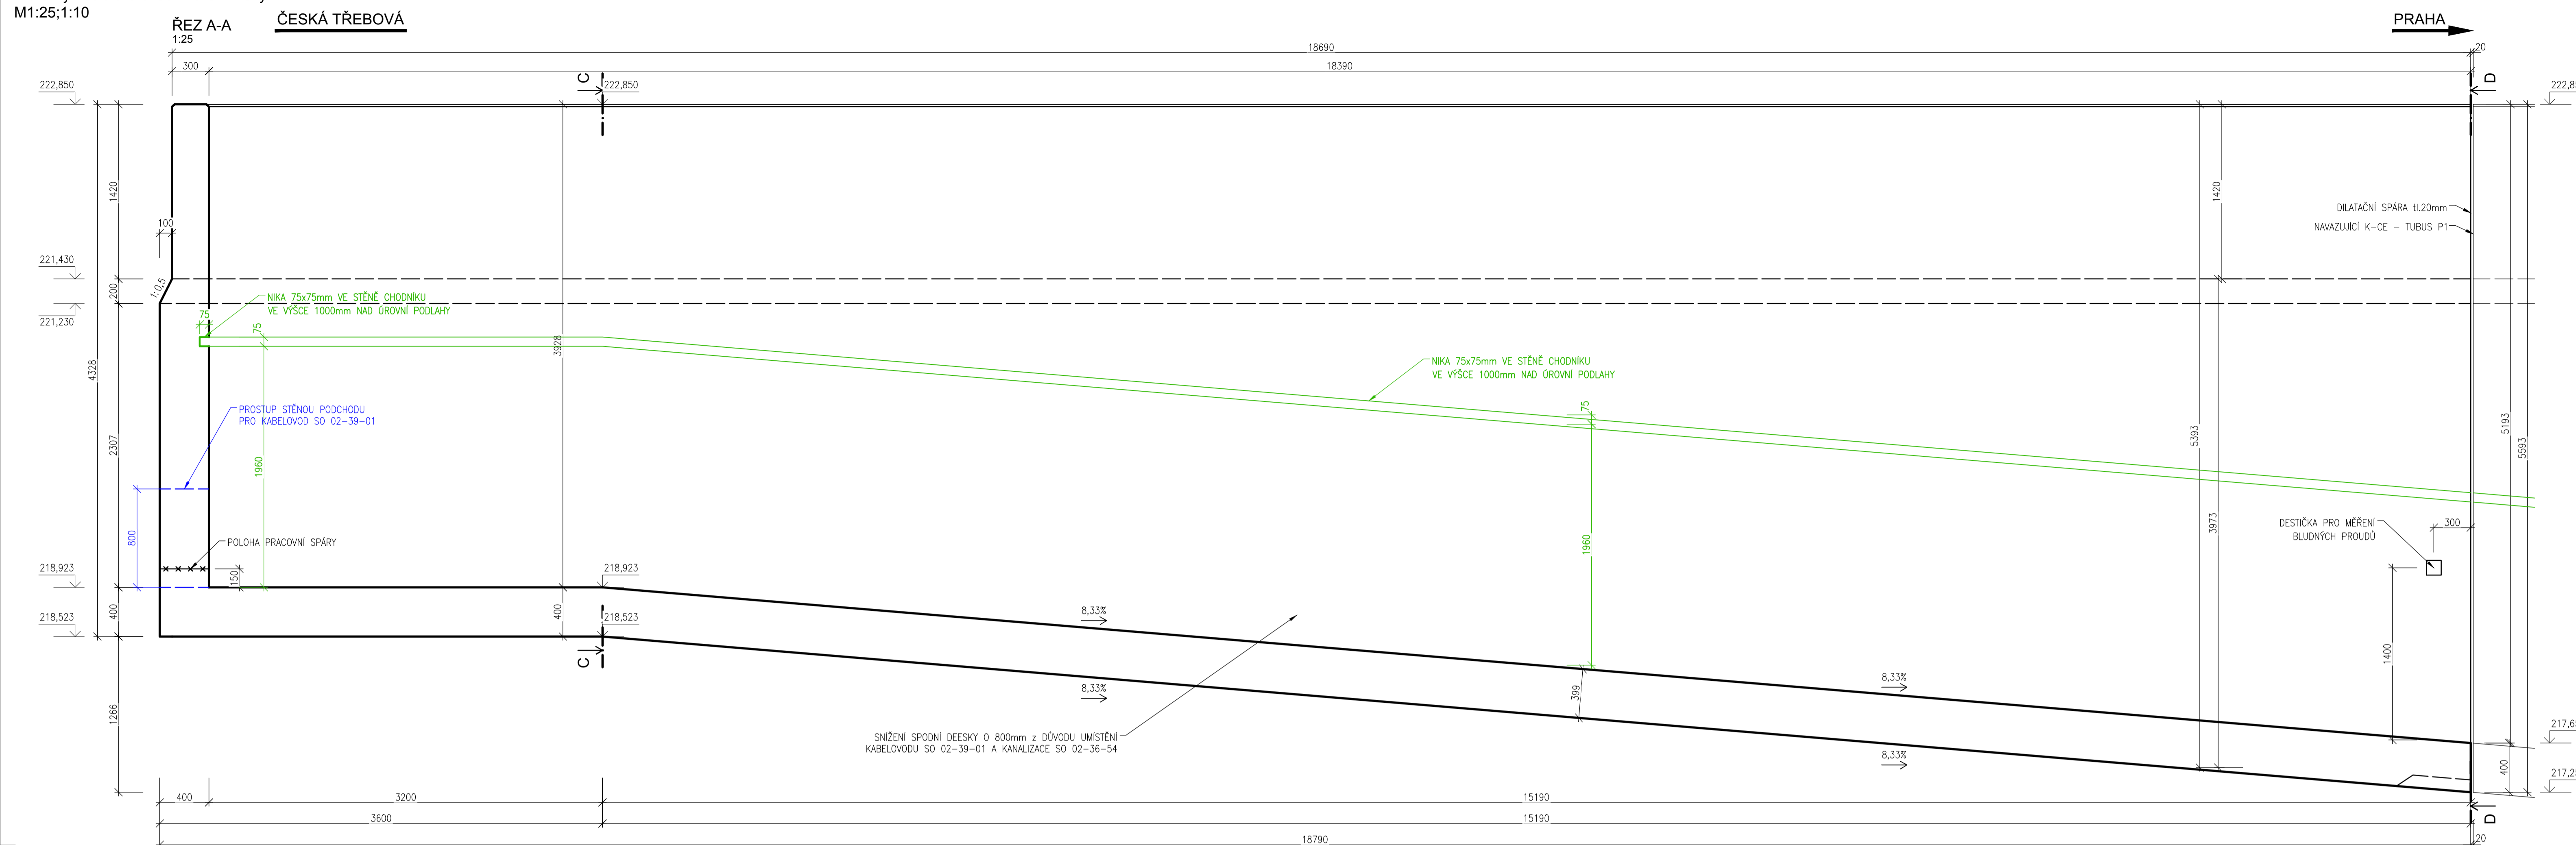 M1:25;1:10
ŘEZ A-A
1:25
ČESKÁ TŘEBOVÁ
PRAHA
18690
20
300
18390
C
D
222,850
222,850
1420
1420
100
DILATAČNÍ SPÁRA tl.20mm
NAVAZUJÍCÍ K-CE - TUBUS P1
221,430
200
1:0,5
221,230
NIKA 75x75mm VE STĚNĚ CHODNÍKU
VE VÝŠCE 1000mm NAD ÚROVNÍ PODLAHY
75
75
3928
4328
NIKA 75x75mm VE STĚNĚ CHODNÍKU
VE VÝŠCE 1000mm NAD ÚROVNÍ PODLAHY
75
PROSTUP STĚNOU PODCHODU
PRO KABELOVOD SO 02-39-01
2307
1960
5393
5193
5593
800
1960
3973
DESTIČKA PRO MĚŘENÍ
BLUDNÝCH PROUDŮ
300
POLOHA PRACOVNÍ SPÁRY
150
218,923
218,923
400
400
218,523
218,523
8,33%
C
1400
8,33%
8,33%
399
1266
SNÍŽENÍ SPODNÍ DEESKY O 800mm z DŮVODU UMÍSTĚNÍ
KABELOVODU SO 02-39-01 A KANALIZACE SO 02-36-54
8,33%
400
400
3200
15190
3600
15190
D
18790
20